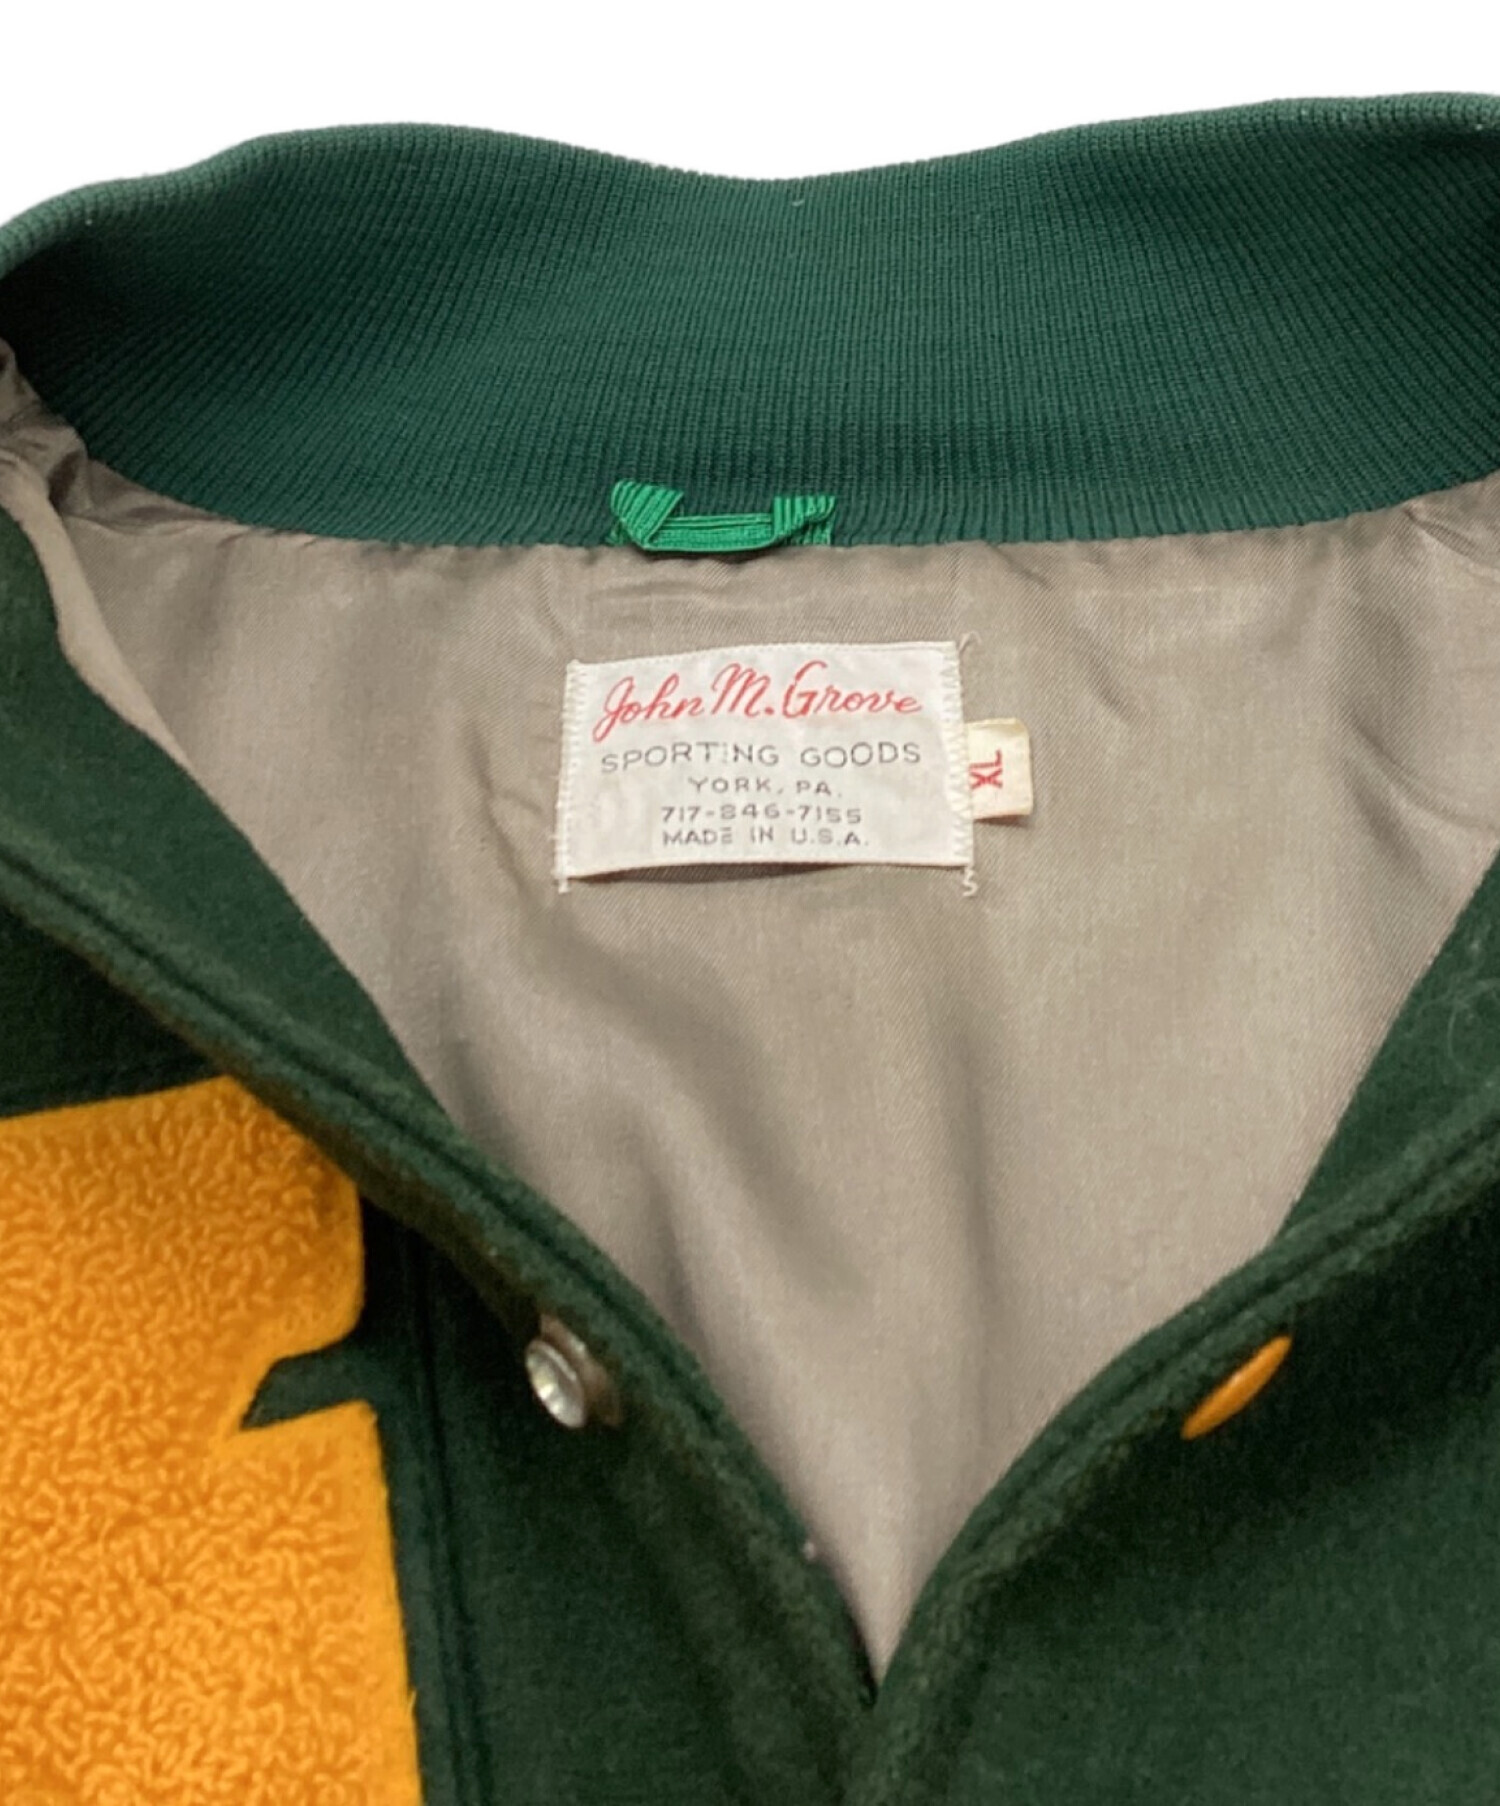 John M. Grove
SPORTING GOODS
YORK, PA.
717-846-7155
MADE IN U.S.A.
XL